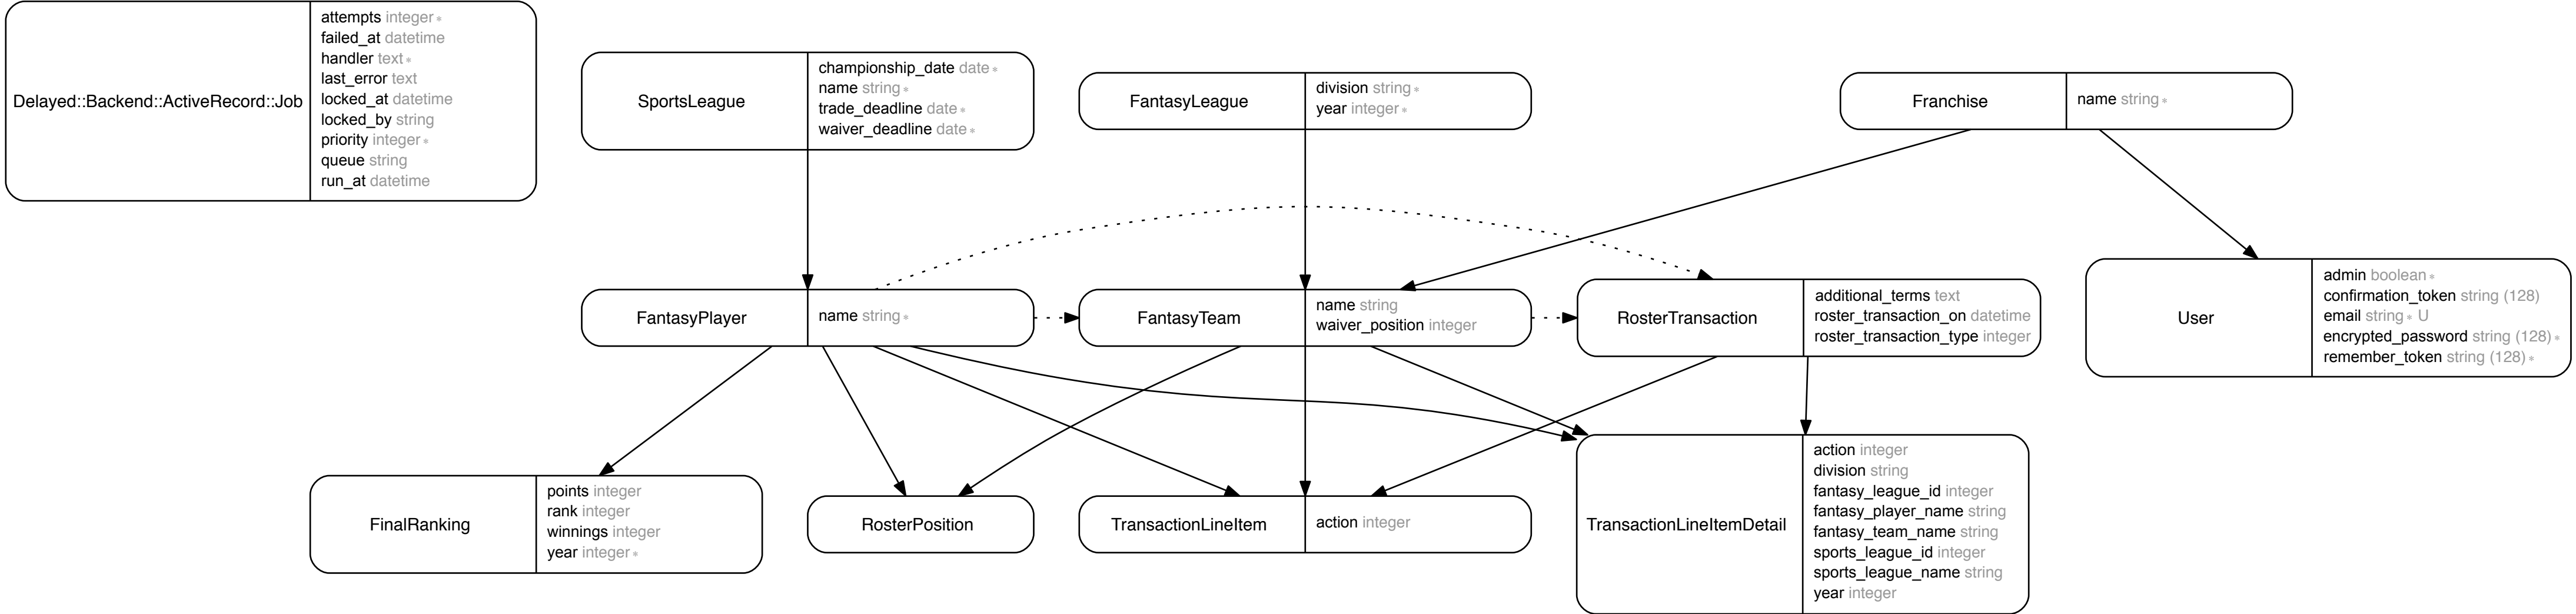 Delayed::Backend::ActiveRecord::Job
attempts integer *
failed_at datetime
handler text *
last_error text
locked_at datetime
locked_by string
priority integer *
queue string
run_at datetime
SportsLeague
championship_date date *
name string *
trade_deadline date *
waiver_deadline date *
FantasyLeague
division string *
year integer *
Franchise
name string *
FantasyPlayer
name string *
FantasyTeam
name string
waiver_position integer
RosterTransaction
additional_terms text
roster_transaction_on datetime
roster_transaction_type integer
User
admin boolean *
confirmation_token string (128)
email string * U
encrypted_password string (128) *
remember_token string (128) *
FinalRanking
points integer
rank integer
winnings integer
year integer *
RosterPosition
TransactionLineItem
action integer
TransactionLineItemDetail
action integer
division string
fantasy_league_id integer
fantasy_player_name string
fantasy_team_name string
sports_league_id integer
sports_league_name string
year integer